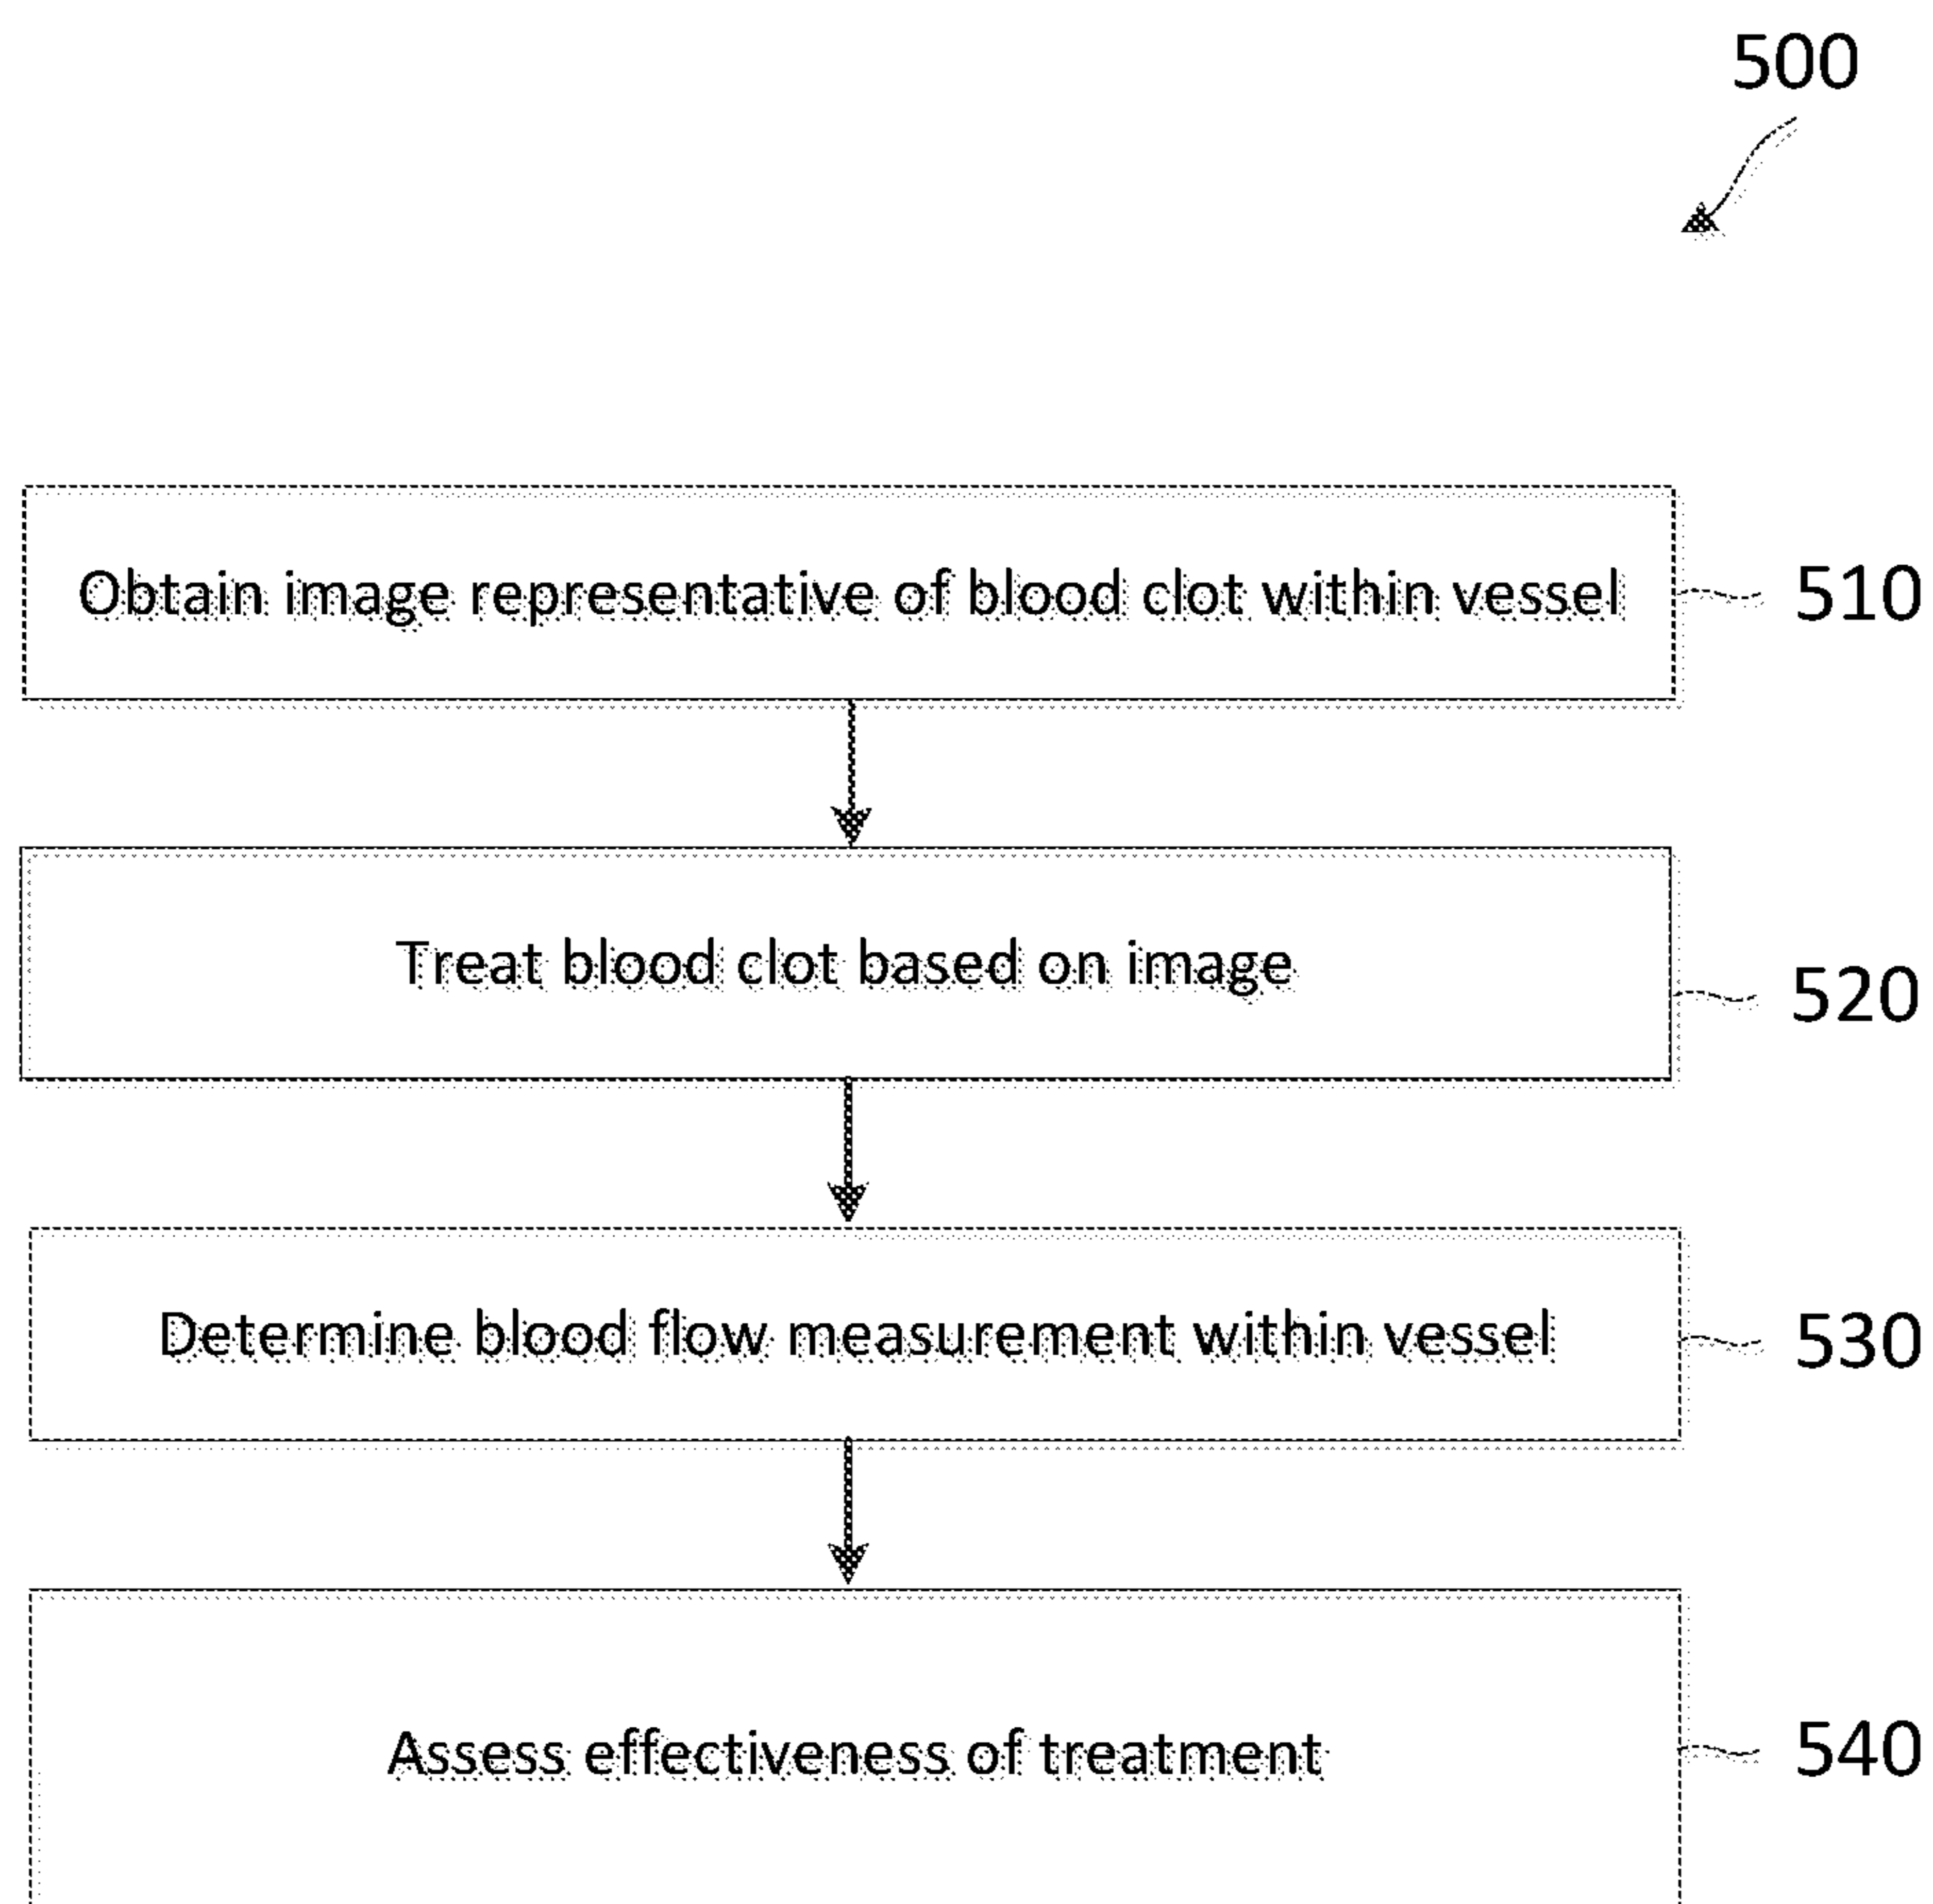 500
Obtain image representative of blood clot within vessel
510
Treat blood clot based on image
520
Determine blood flow measurement within vessel
530
Assess effectiveness of treatment
540